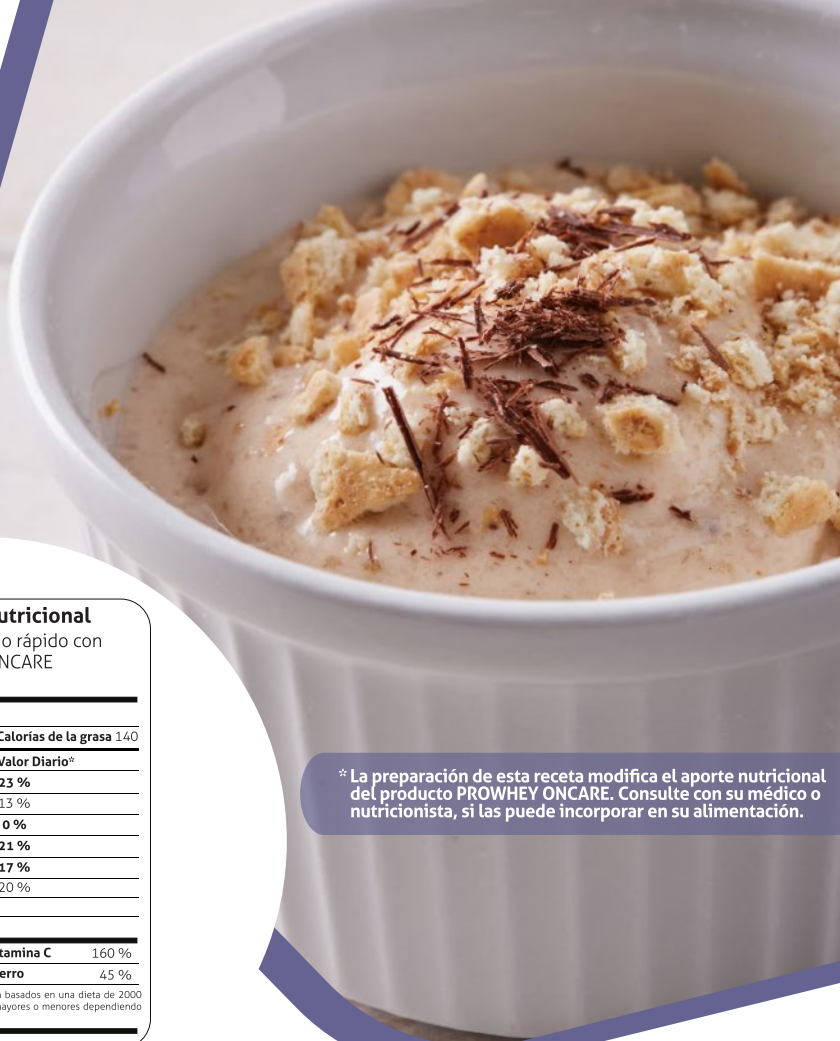 utricional
o rápido con
NCARE
Calorías de la grasa 140
Valor Diario*
23 %
13 %
0 %
21 %
17 %
20 %
tamina C 160 %
erro 45 %
basados en una dieta de 2000
ayores o menores dependiendo
* La preparación de esta receta modifica el aporte nutricional
del producto PROWHEY ONCARE. Consulte con su médico o
nutricionista, si las puede incorporar en su alimentación.